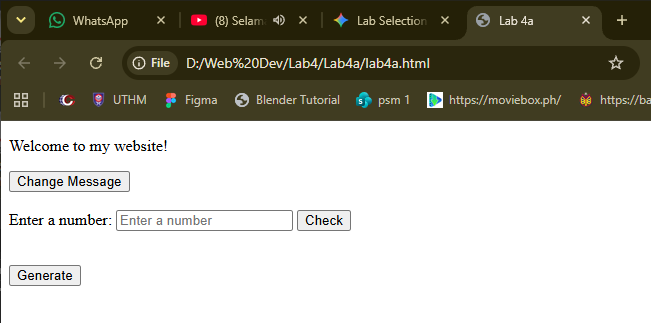 WhatsApp
(8) Selam
Lab Selection
Lab 4a
File D:/Web%20Dev/Lab4/Lab4a/lab4a.html
UTHM Figma Blender Tutorial psm 1 https://moviebox.ph/ https://ba
Welcome to my website!
Change Message
Enter a number: Enter a number Check
Generate